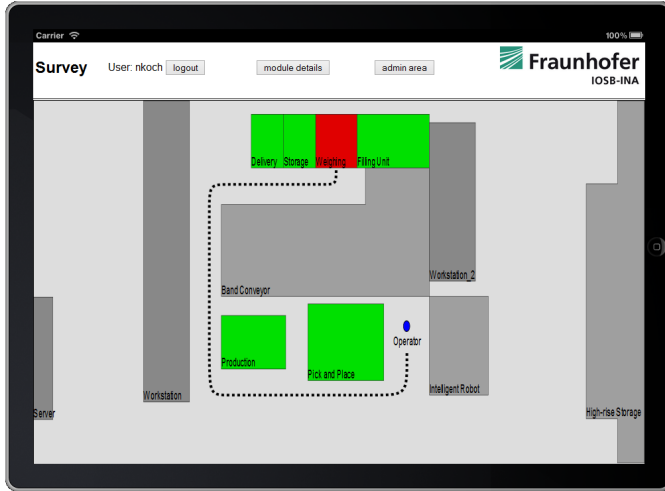 Carrier 100%
Survey User: nkoch logout module details admin area Fraunhofer
IOSB-INA
Delivery Storage Weighing Filling Unit
Workstation_2
Band Conveyor
Operator
Production
Pick and Place
Intelligent Robot
Workstation
Server High-rise Storage